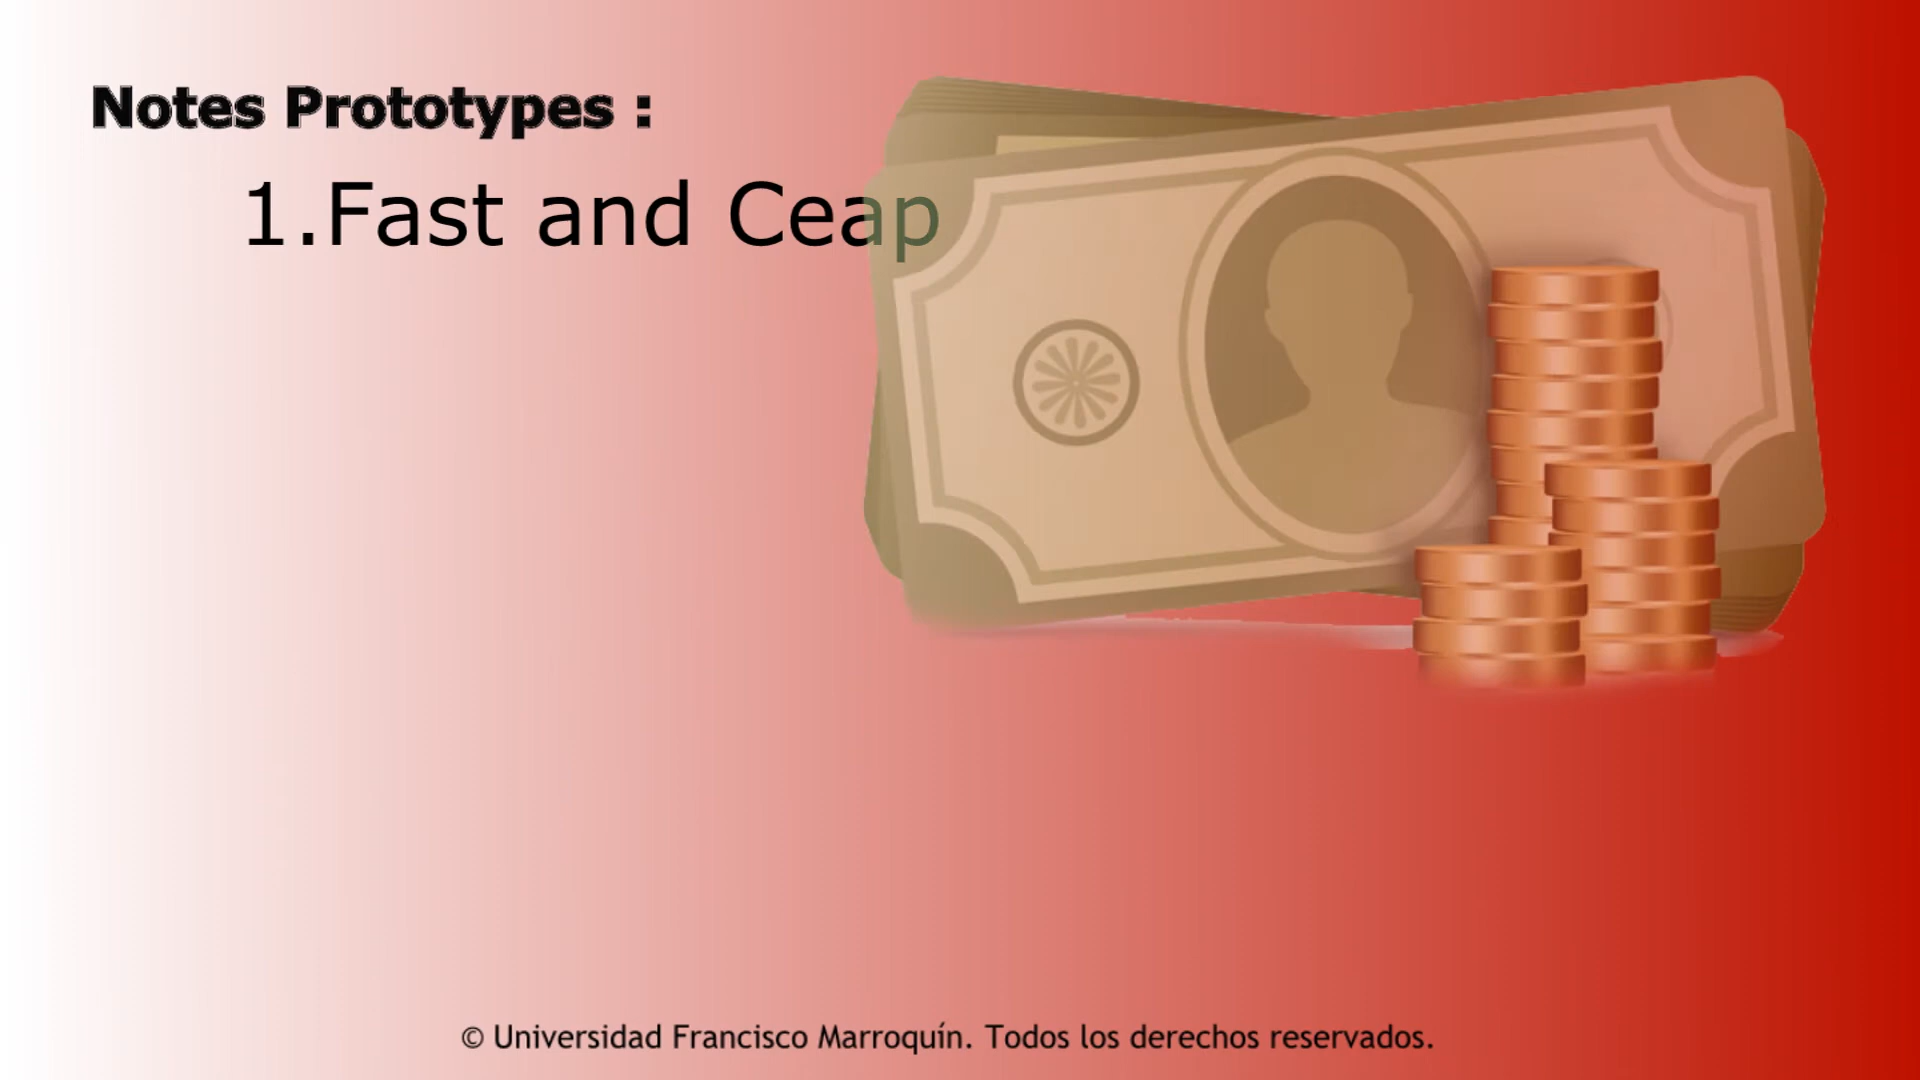 Notes Prototypes :
1.Fast and Ceap
© Universidad Francisco Marroquín. Todos los derechos reservados.